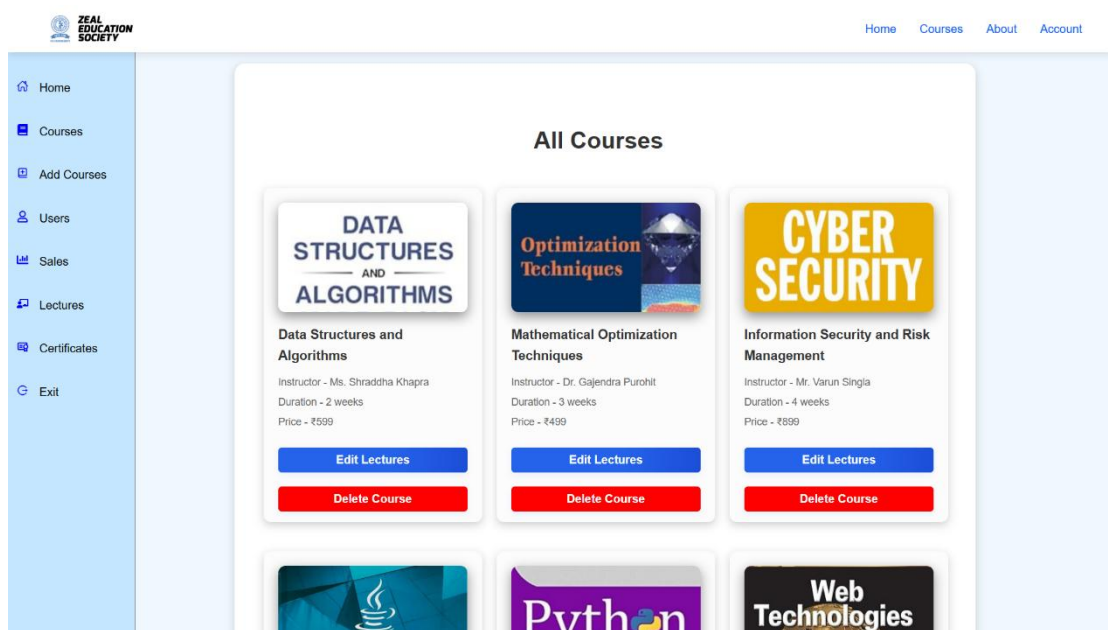 ZEAL
EDUCATION
SOCIETY
Home
Courses
About
Account
Home
Courses
Add Courses
Users
Sales
Lectures
Certificates
Exit
All Courses
DATA
STRUCTURES
AND
ALGORITHMS
Data Structures and
Algorithms
Instructor - Ms. Shraddha Khapra
Duration - 2 weeks
Price - ₹599
Edit Lectures
Delete Course
Optimization
Techniques
Mathematical Optimization
Techniques
Instructor - Dr. Gajendra Purohit
Duration - 3 weeks
Price - ₹499
Edit Lectures
Delete Course
CYBER
SECURITY
Information Security and Risk
Management
Instructor - Mr. Varun Singla
Duration - 4 weeks
Price - ₹899
Edit Lectures
Delete Course
Python
Web
Technologies